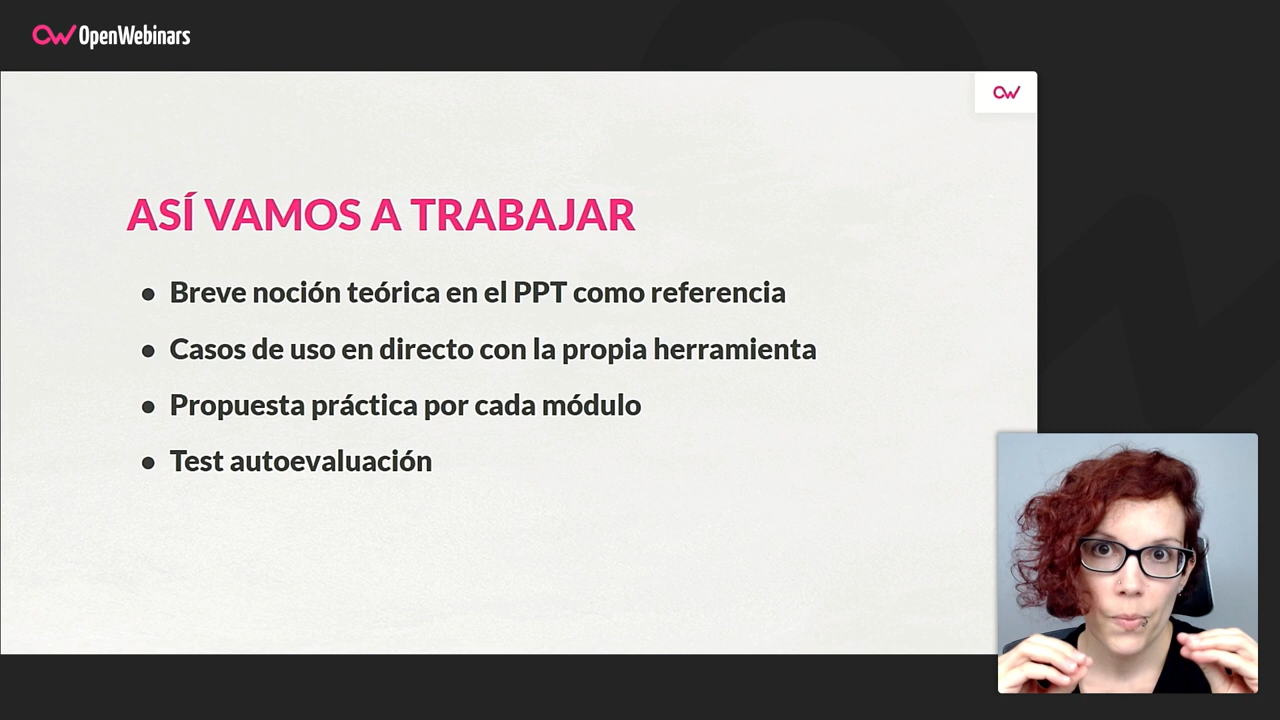 OpenWebinars
ASÍ VAMOS A TRABAJAR
Breve noción teórica en el PPT como referencia
Casos de uso en directo con la propia herramienta
Propuesta práctica por cada módulo
Test autoevaluación